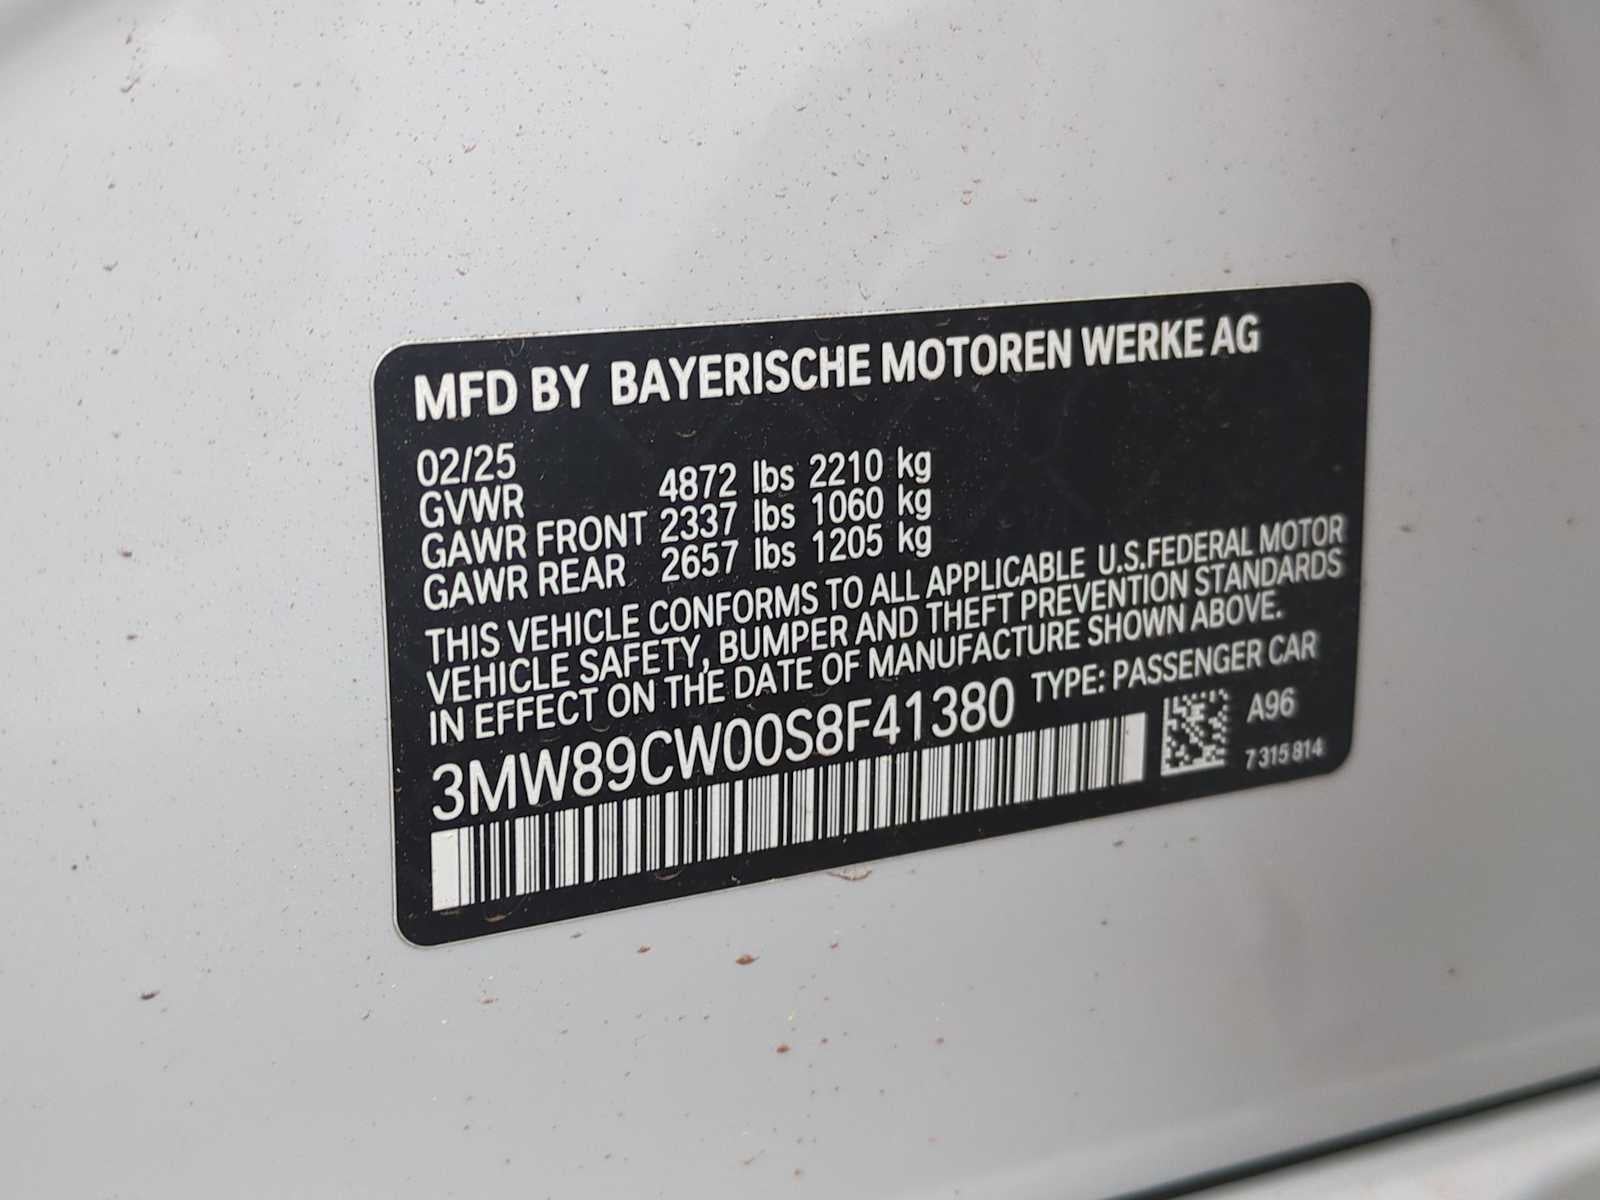 MFD BY BAYERISCHE MOTOREN WERKE AG
02/25
GVWR 4872 lbs 2210 kg
GAWR FRONT 2337 lbs 1060 kg
GAWR REAR 2657 lbs 1205 kg
THIS VEHICLE CONFORMS TO ALL APPLICABLE U.S.FEDERAL MOTOR
VEHICLE SAFETY, BUMPER AND THEFT PREVENTION STANDARDS
IN EFFECT ON THE DATE OF MANUFACTURE SHOWN ABOVE.
3MW89CW00S8F41380 TYPE: PASSENGER CAR
A96
7 315 814